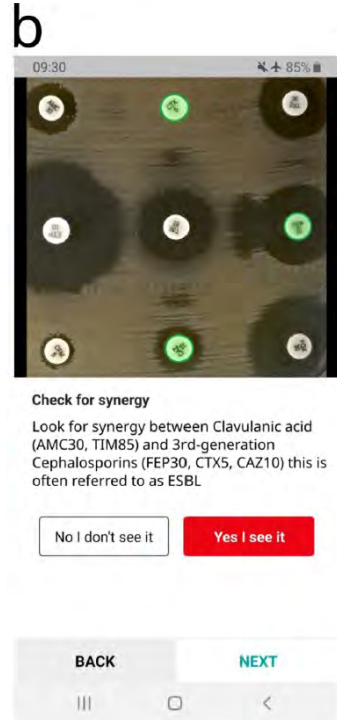 b
09:30
85%
Check for synergy
Look for synergy between Clavulanic acid
(AMC30, TIM85) and 3rd-generation
Cephalosporins (FEP30, CTX5, CAZ10) this is
often referred to as ESBL
No I don't see it
Yes I see it
BACK
NEXT